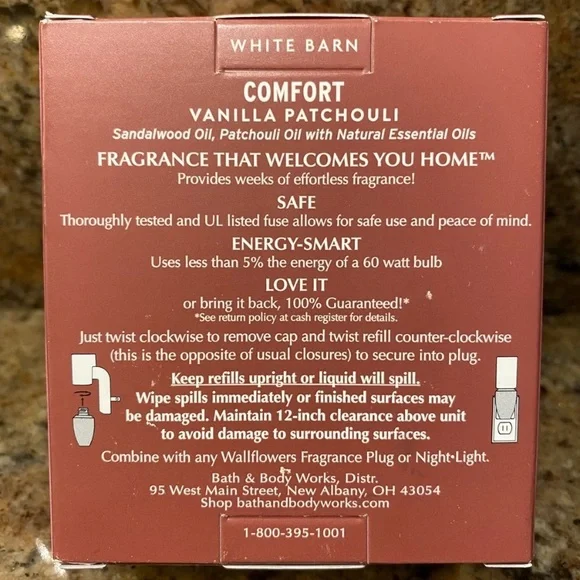 WHITE BARN
COMFORT
VANILLA PATCHOULI
Sandalwood Oil, Patchouli Oil with Natural Essential Oils
FRAGRANCE THAT WELCOMES YOU HOME™
Provides weeks of effortless fragrance!
SAFE
Thoroughly tested and UL listed fuse allows for safe use and peace of mind.
ENERGY-SMART
Uses less than 5% the energy of a 60 watt bulb
LOVE IT
or bring it back, 100% Guaranteed!*
*See return policy at cash register for details.
Just twist clockwise to remove cap and twist refill counter-clockwise
(this is the opposite of usual closures) to secure into plug.
Keep refills upright or liquid will spill.
Wipe spills immediately or finished surfaces may
be damaged. Maintain 12-inch clearance above unit
to avoid damage to surrounding surfaces.
Combine with any Wallflowers Fragrance Plug or Night•Light.
Bath & Body Works, Distr.
95 West Main Street, New Albany, OH 43054
Shop bathandbodyworks.com
1-800-395-1001